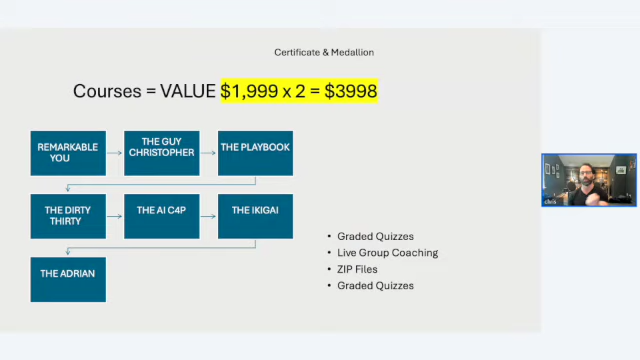 Certificate & Medallion
Courses = VALUE $1,999 x 2 = $3998
REMARKABLE
YOU
THE GUY
CHRISTOPHER
THE PLAYBOOK
THE DIRTY
THIRTY
THE AI C4P
THE IKIGAI
THE ADRIAN
• Graded Quizzes
• Live Group Coaching
• ZIP Files
• Graded Quizzes
chris